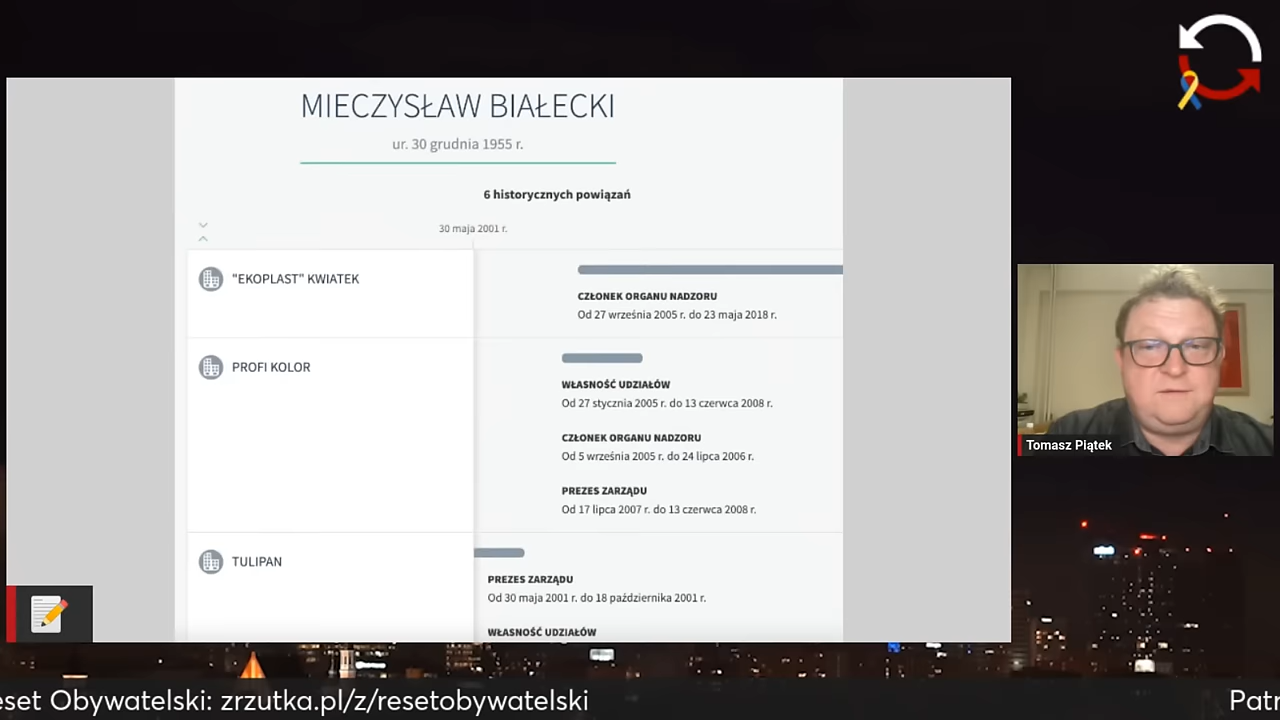 MIECZYSŁAW BIAŁECKI
ur. 30 grudnia 1955 r.
6 historycznych powiązań
30 maja 2001 r.
"EKOPLAST" KWIATEK
CZŁONEK ORGANU NADZORU
Od 27 września 2005 r. do 23 maja 2018 r.
PROFI KOLOR
WŁASNOŚĆ UDZIAŁÓW
Od 27 stycznia 2005 r. do 13 czerwca 2008 r.
CZŁONEK ORGANU NADZORU
Od 5 września 2005 r. do 24 lipca 2006 r.
PREZES ZARZĄDU
Od 17 lipca 2007 r. do 13 czerwca 2008 r.
TULIPAN
PREZES ZARZĄDU
Od 30 maja 2001 r. do 18 października 2001 r.
WŁASNOŚĆ UDZIAŁÓW
Tomasz Piątek
eset Obywatelski: zrzutka.pl/z/resetobywatelski
Patr